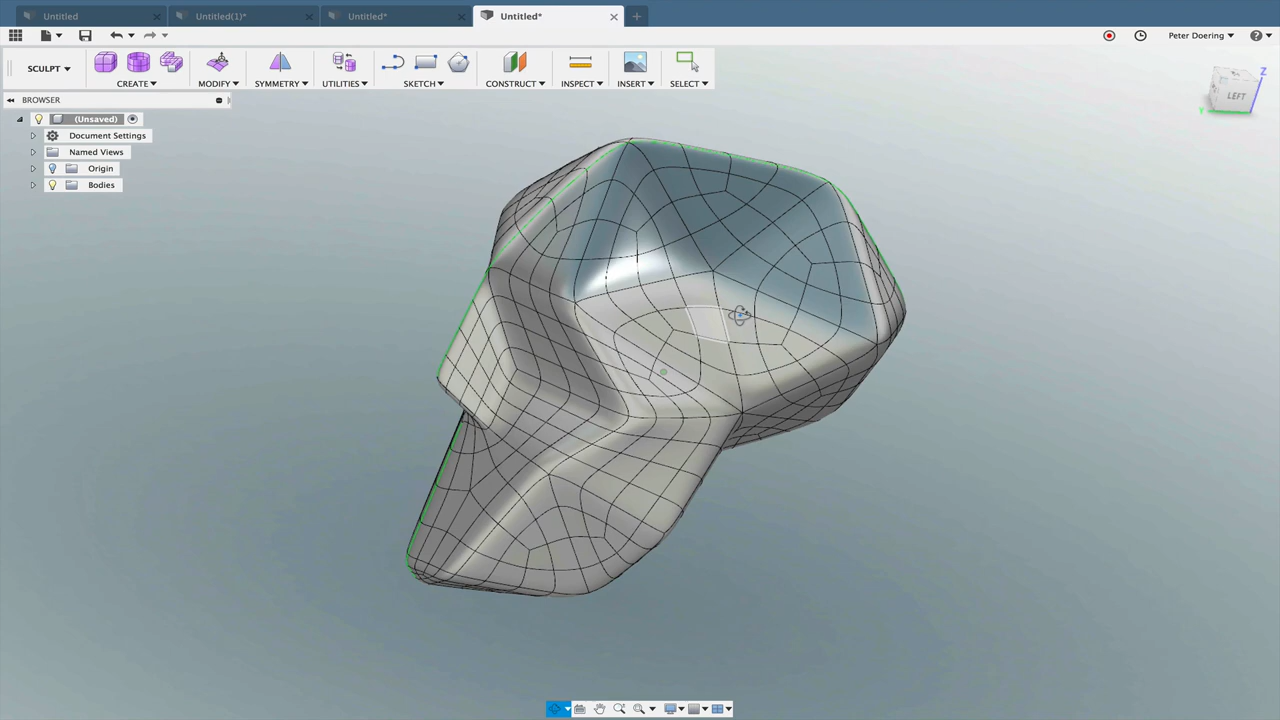 Untitled Untitled(1)* Untitled* Untitled*
Peter Doering
SCULPT CREATE MODIFY SYMMETRY UTILITIES SKETCH CONSTRUCT INSPECT INSERT SELECT
BROWSER
(Unsaved)
Document Settings
Named Views
Origin
Bodies
Z
LEFT
Y